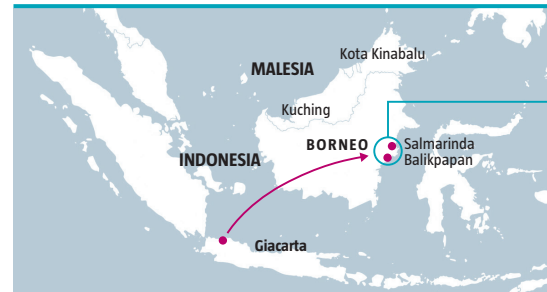 Kota Kinabalu
MALESIA
Kuching
BORNEO
Salmarinda
Balikpapan
INDONESIA
Giacarta